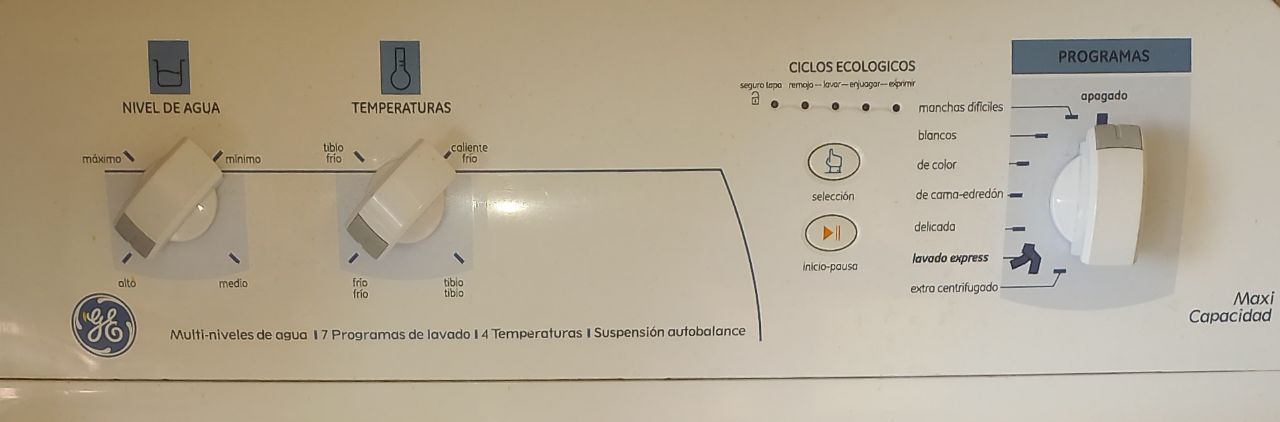 NIVEL DE AGUA
máximo
mínimo
alto
medio
TEMPERATURAS
tibio
frío
caliente
frío
frío
frío
tibio
tibio
GE
Multi-niveles de agua I 7 Programas de lavado I 4 Temperaturas I Suspensión autobalance
CICLOS ECOLOGICOS
seguro tapa remojo — lavar — enjuagar — exprimir
selección
inicio-pausa
PROGRAMAS
apagado
manchas difíciles
blancos
de color
de cama-edredón
delicada
lavado express
extra centrifugado
Maxi
Capacidad